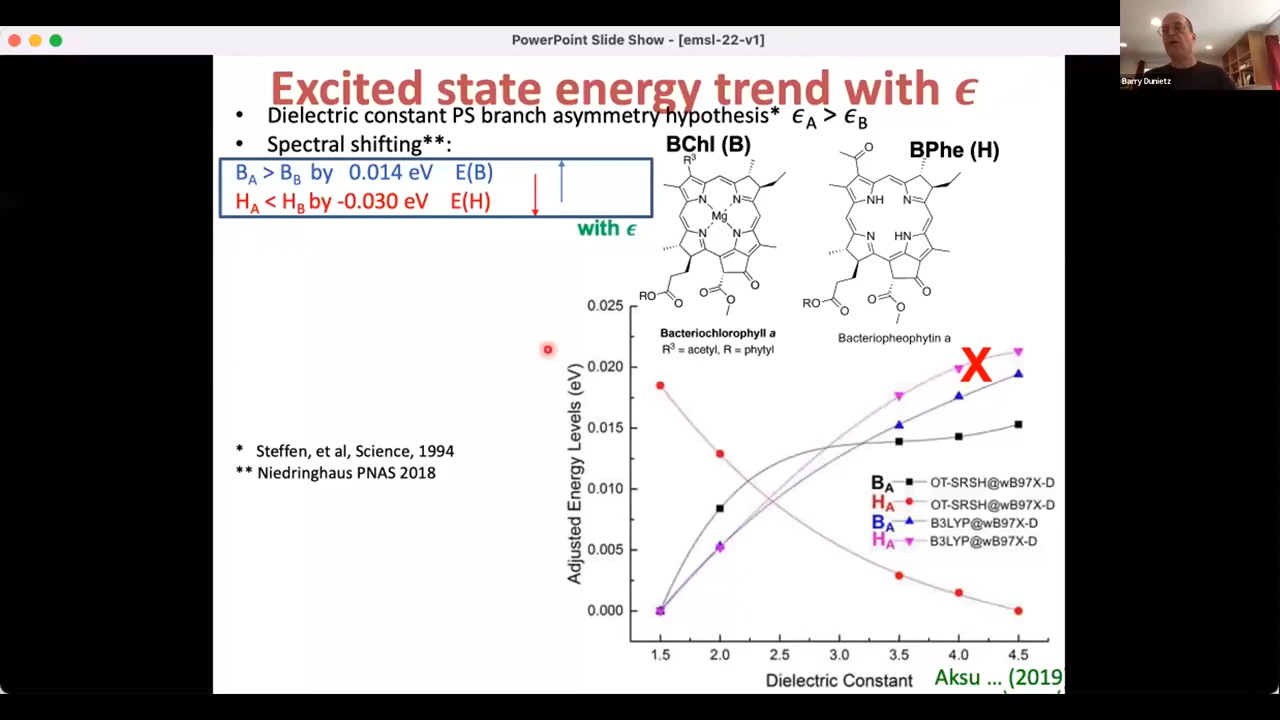 PowerPoint Slide Show - [emsl-22-v1]
Barry Dunietz
Excited state energy trend with ϵ
• Dielectric constant PS branch asymmetry hypothesis* ϵA > ϵB
• Spectral shifting**:
BA > BB by 0.014 eV E(B)
HA < HB by -0.030 eV E(H)
with ϵ
BChl (B)
R3
N
N
Mg
N
N
RO
O
O
O
O
Bacteriochlorophyll a
R3 = acetyl, R = phytyl
BPhe (H)
O
NH
N
N
HN
RO
O
O
O
O
Bacteriopheophytin a
* Steffen, et al, Science, 1994
** Niedringhaus PNAS 2018
Adjusted Energy Levels (eV)
0.025
0.020
0.015
0.010
0.005
0.000
X
BA OT-SRSH@wB97X-D
HA OT-SRSH@wB97X-D
BA B3LYP@wB97X-D
HA B3LYP@wB97X-D
1.5 2.0 2.5 3.0 3.5 4.0 4.5
Dielectric Constant
Aksu ... (2019)